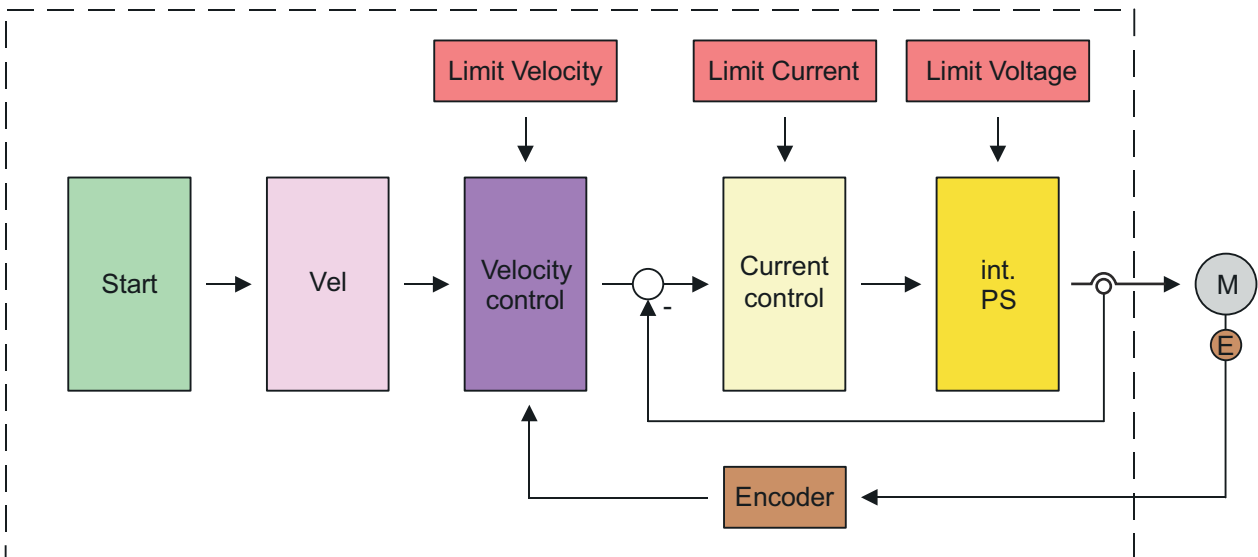 Limit Velocity
Limit Current
Limit Voltage
Start
Vel
Velocity
control
-
Current
control
int.
PS
M
E
Encoder